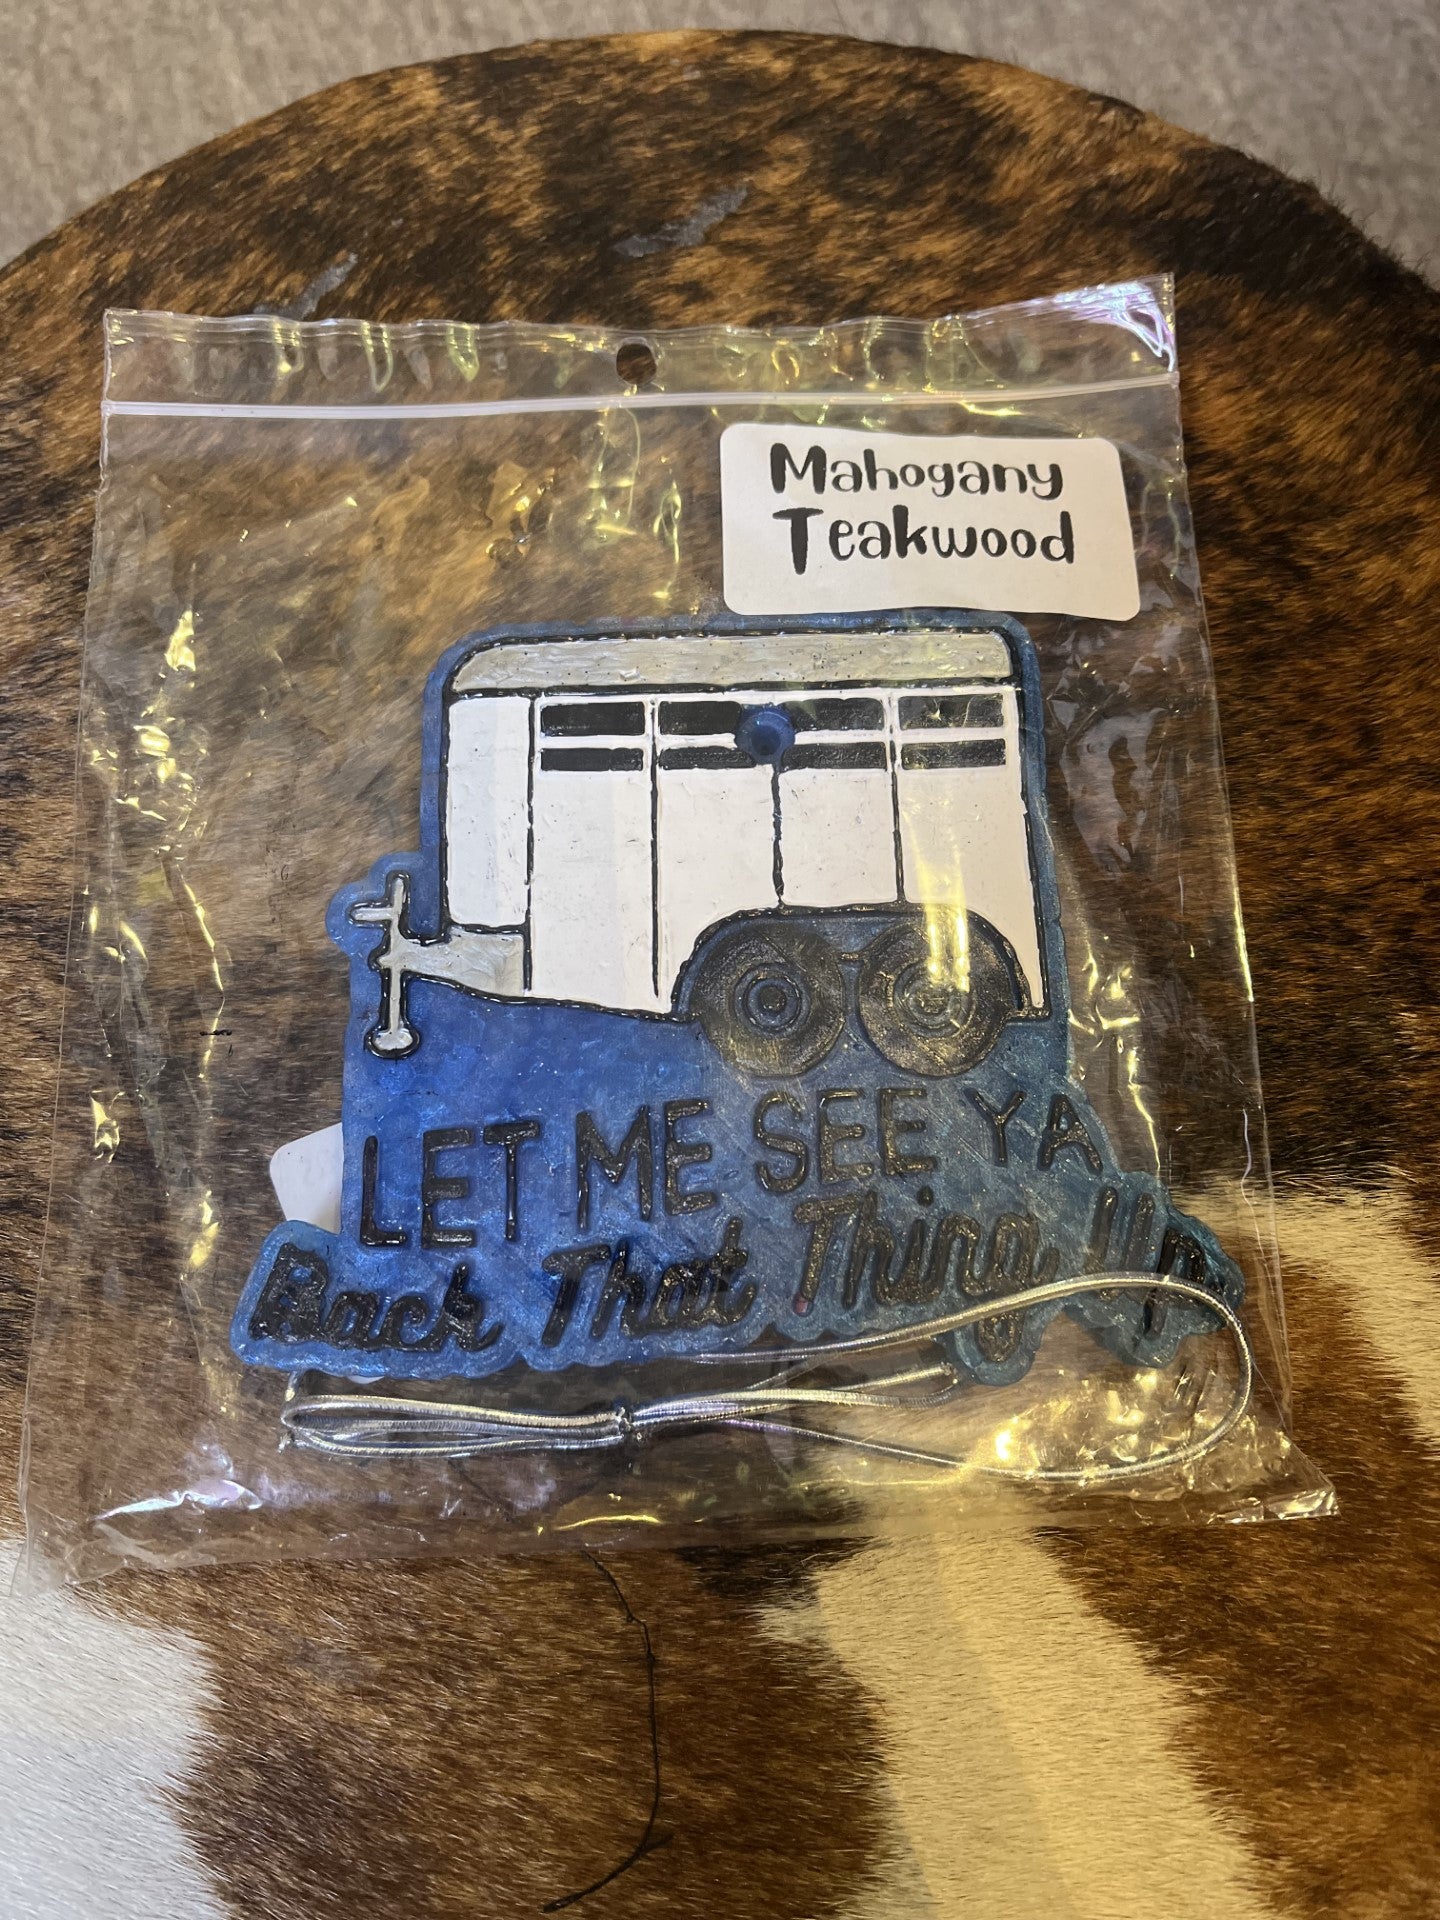 Mahogany
Teakwood
LET ME SEE YA
Back That Thing Up